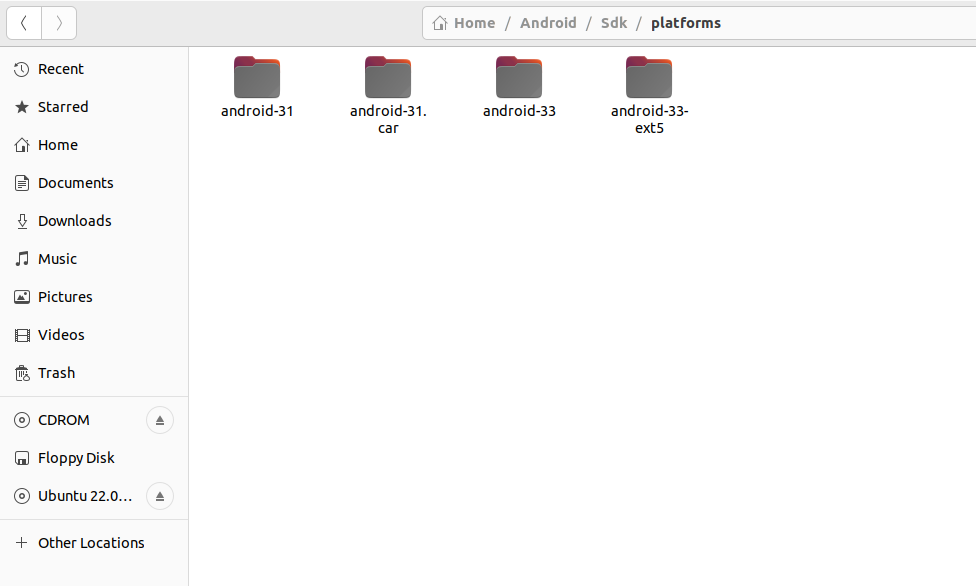 Home / Android / Sdk / platforms
Recent
Starred
Home
Documents
Downloads
Music
Pictures
Videos
Trash
CDROM
Floppy Disk
Ubuntu 22.0…
Other Locations
android-31
android-31.
car
android-33
android-33-
ext5